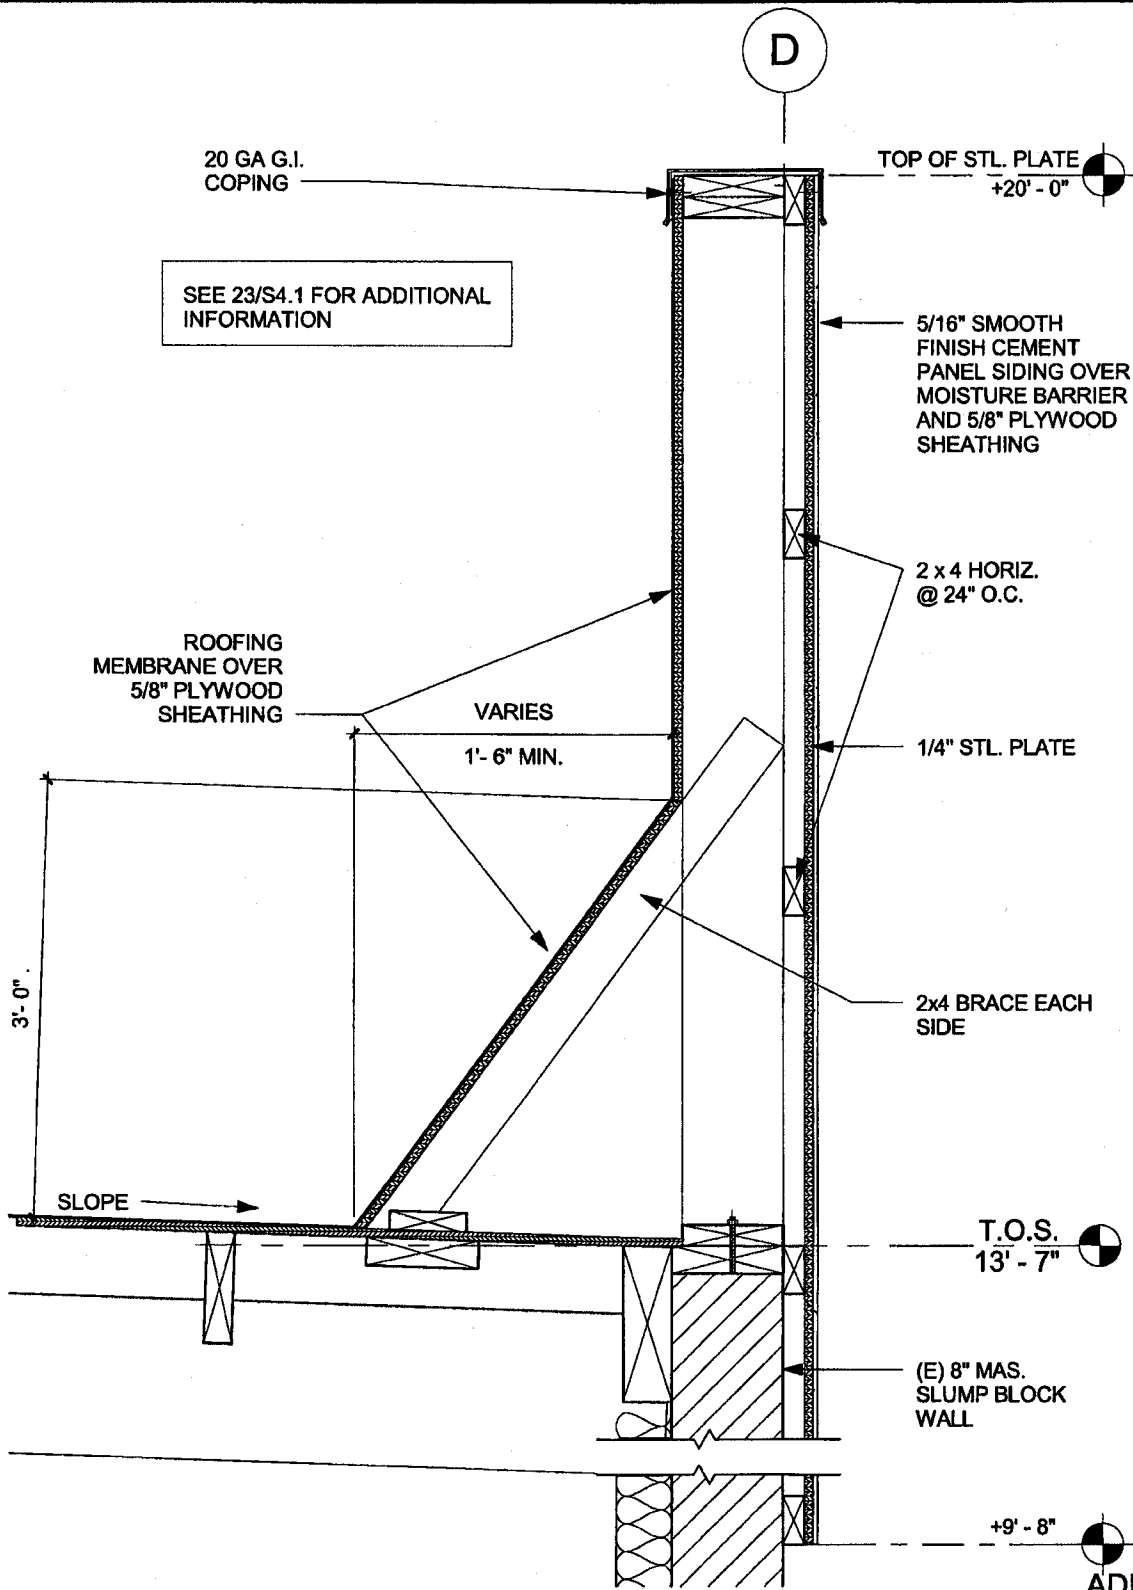 D
20 GA G.I.
COPING
TOP OF STL. PLATE
+20' - 0"
SEE 23/S4.1 FOR ADDITIONAL
INFORMATION
5/16" SMOOTH
FINISH CEMENT
PANEL SIDING OVER
MOISTURE BARRIER
AND 5/8" PLYWOOD
SHEATHING
2 x 4 HORIZ.
@ 24" O.C.
ROOFING
MEMBRANE OVER
5/8" PLYWOOD
SHEATHING
VARIES
1'- 6" MIN.
1/4" STL. PLATE
3'- 0"
2x4 BRACE EACH
SIDE
SLOPE
T.O.S.
13' - 7"
(E) 8" MAS.
SLUMP BLOCK
WALL
+9' - 8"